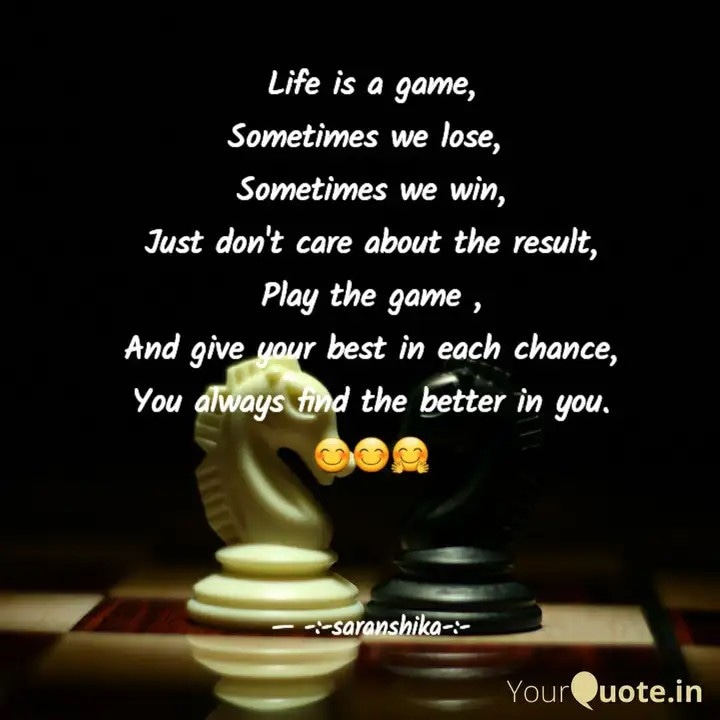 Life is a game,
Sometimes we lose,
Sometimes we win,
Just don't care about the result,
Play the game ,
And give your best in each chance,
You always find the better in you.
😊😊🤗
— -:-saranshika-:-
YourQuote.in